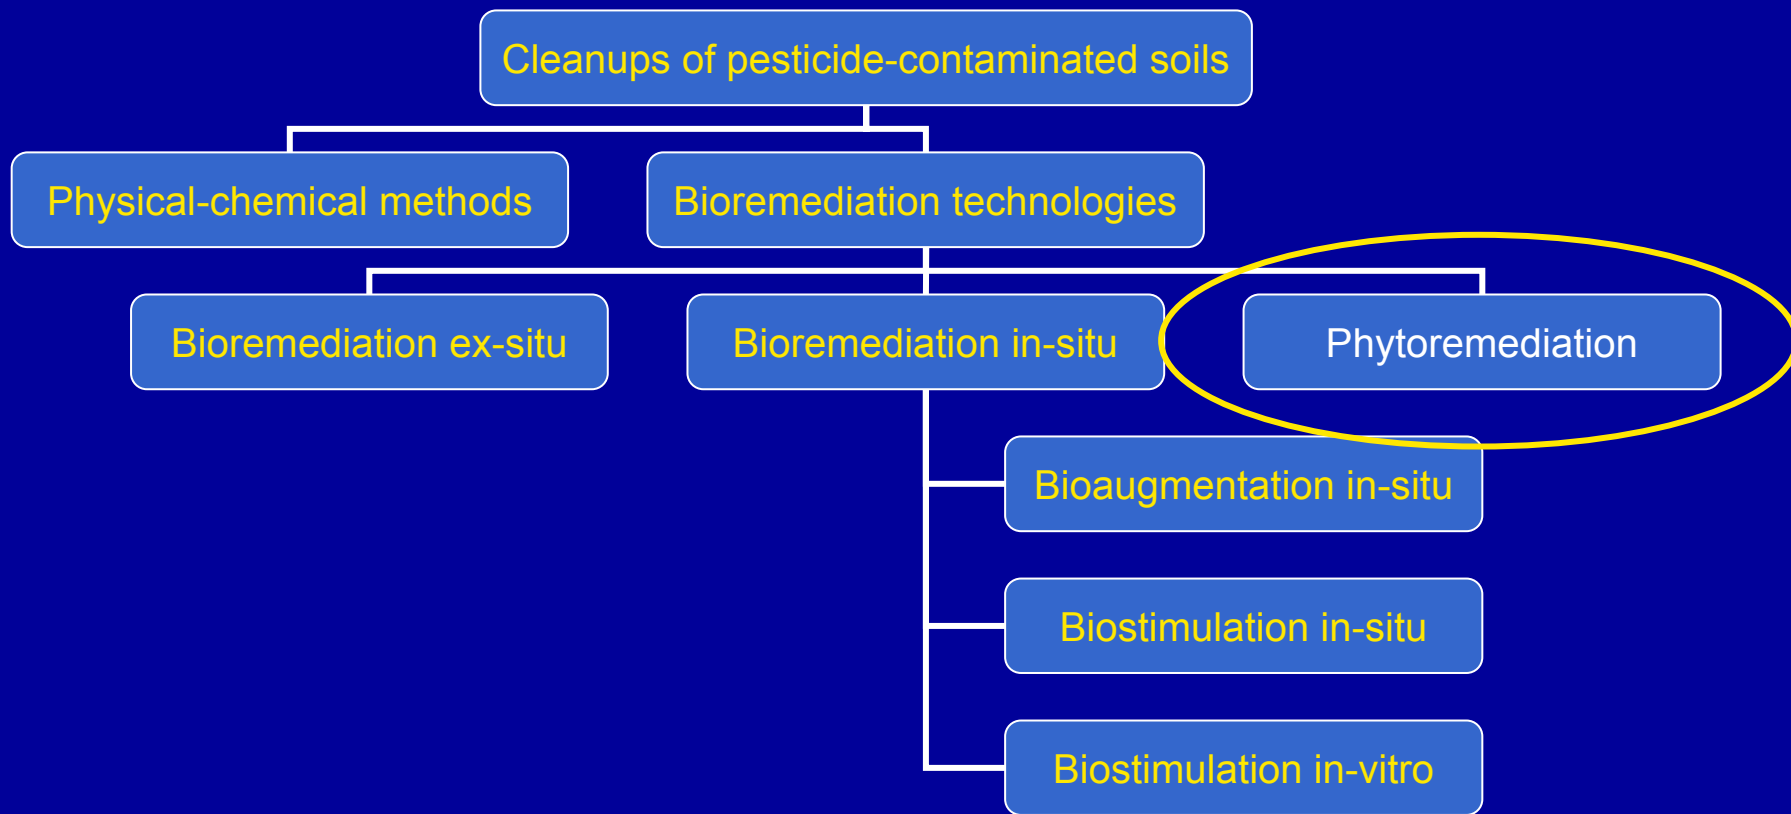 Cleanups of pesticide-contaminated soils
Physical-chemical methods
Bioremediation technologies
Bioremediation ex-situ
Bioremediation in-situ
Phytoremediation
Bioaugmentation in-situ
Biostimulation in-situ
Biostimulation in-vitro